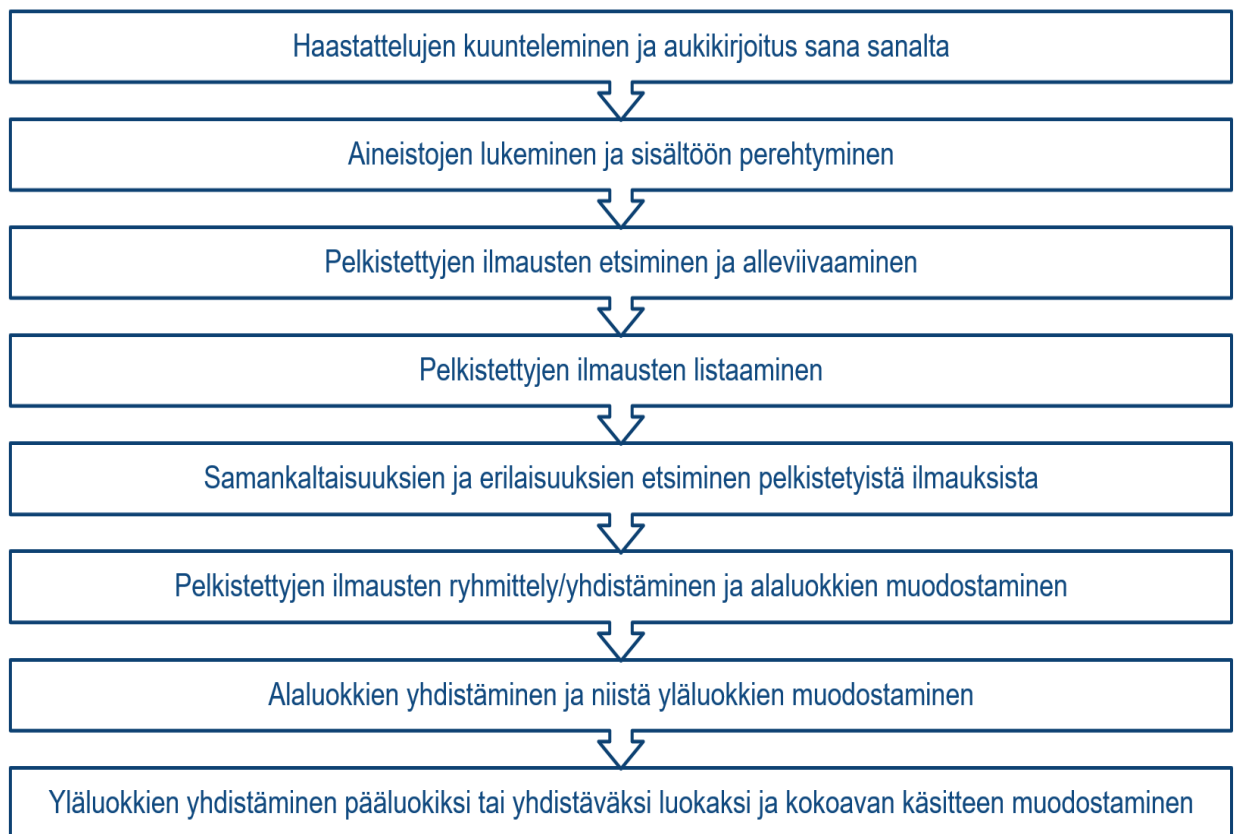 Haastattelujen kuunteleminen ja aukikirjoitus sana sanalta
Aineistojen lukeminen ja sisältöön perehtyminen
Pelkistettyjen ilmausten etsiminen ja alleviivaaminen
Pelkistettyjen ilmausten listaaminen
Samankaltaisuuksien ja erilaisuuksien etsiminen pelkistetyistä ilmauksista
Pelkistettyjen ilmausten ryhmittely/yhdistäminen ja alaluokkien muodostaminen
Alaluokkien yhdistäminen ja niistä yläluokkien muodostaminen
Yläluokkien yhdistäminen pääluokiksi tai yhdistäväksi luokaksi ja kokoavan käsitteen muodostaminen